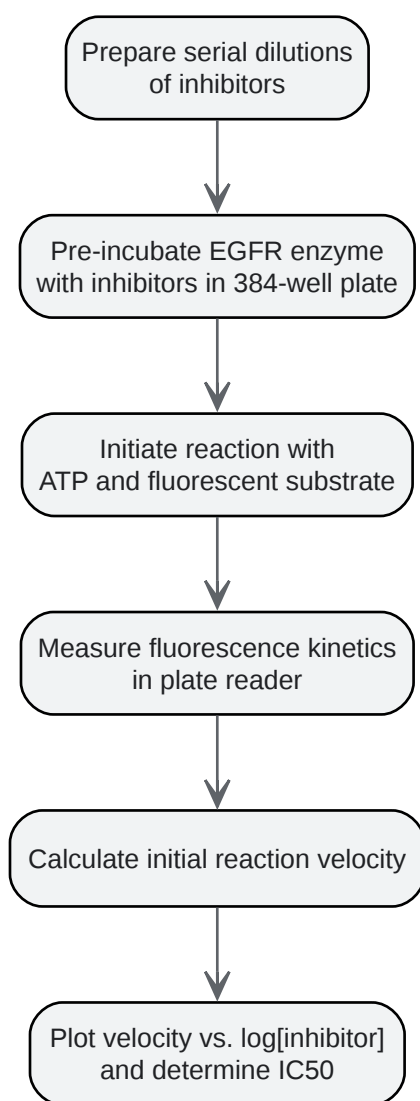 Prepare serial dilutions
of inhibitors
Pre-incubate EGFR enzyme
with inhibitors in 384-well plate
Initiate reaction with
ATP and fluorescent substrate
Measure fluorescence kinetics
in plate reader
Calculate initial reaction velocity
Plot velocity vs. log[inhibitor]
and determine IC50